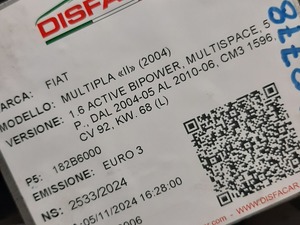 DISFA
ARCA: FIAT
MODELLO: MULTIPLA «II» (2004)
VERSIONE: 1.6 ACTIVE BIPOWER, MULTISPACE, 5
P., DAL 2004-05 AL 2010-06, CM3 1596,
CV 92, KW. 68 (L)
P5: 182B6000
EMISSIONE: EURO 3
NS: 2533/2024
05/11/2024 16:28:00
0006
DISFACAR